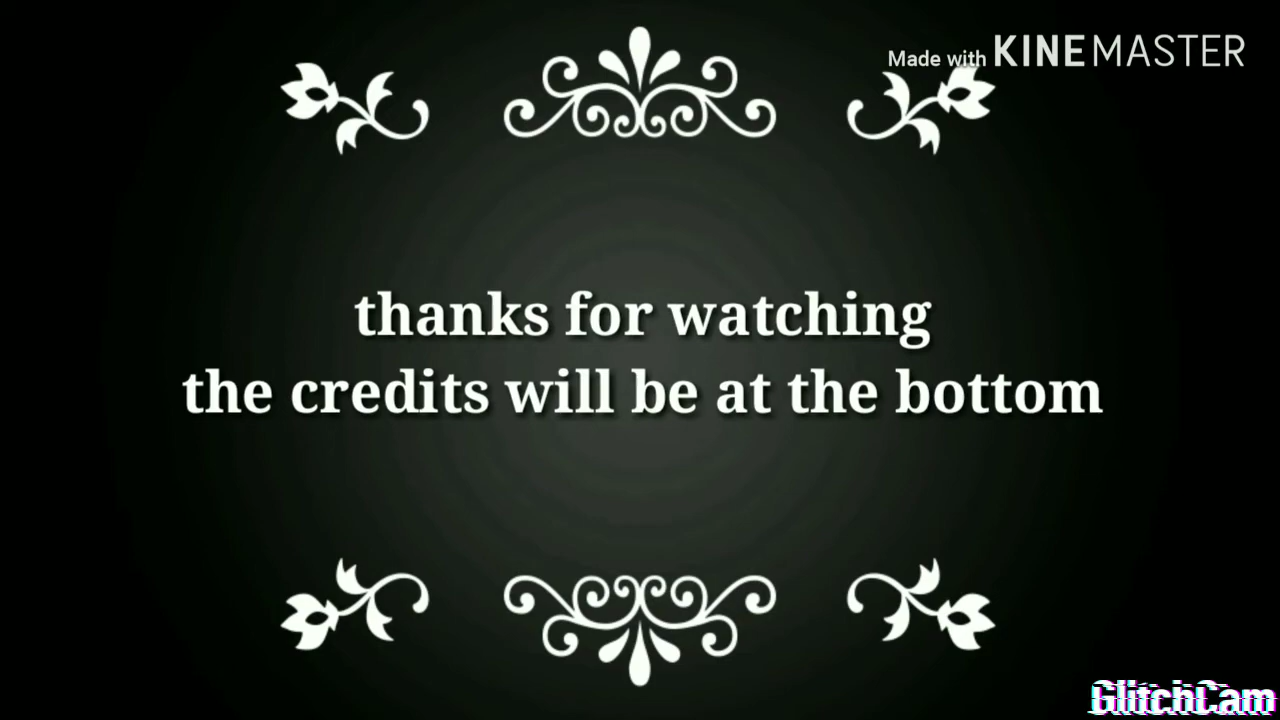 Made with KINEMASTER
thanks for watching
the credits will be at the bottom
GlitchCam